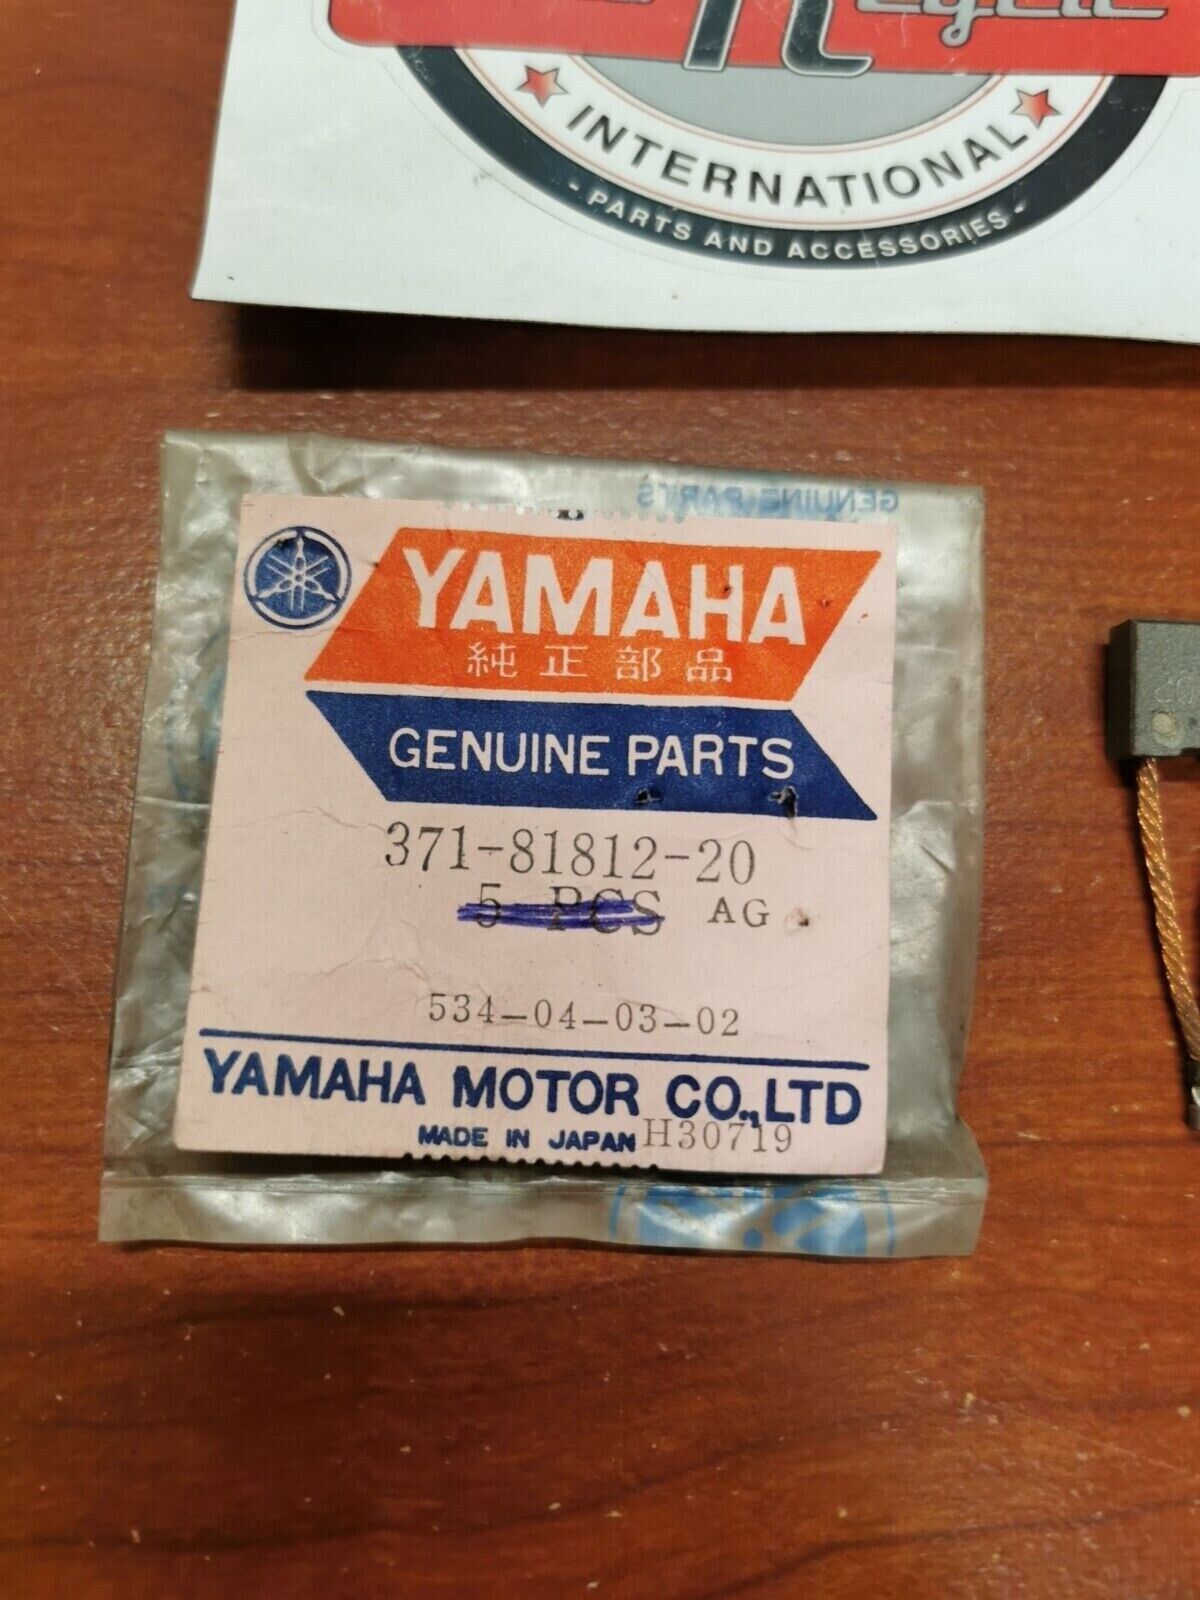 INTERNATIONAL
- PARTS AND ACCESSORIES -
GENUINE PARTS
YAMAHA
純正部品
GENUINE PARTS
371-81812-20
5 PCS AG
534-04-03-02
YAMAHA MOTOR CO.,LTD
MADE IN JAPAN H30719